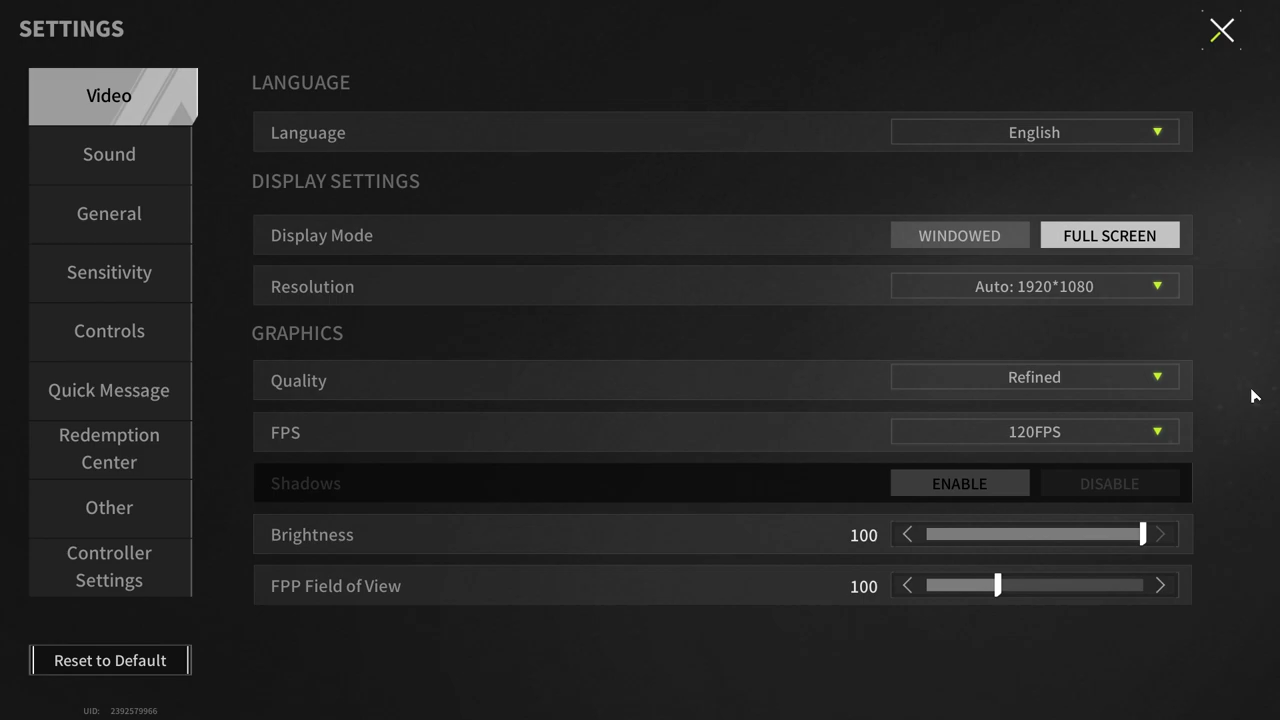 SETTINGS
Video
Sound
General
Sensitivity
Controls
Quick Message
Redemption
Center
Other
Controller
Settings
Reset to Default
UID: 2392579966
LANGUAGE
Language English
DISPLAY SETTINGS
Display Mode WINDOWED FULL SCREEN
Resolution Auto: 1920*1080
GRAPHICS
Quality Refined
FPS 120FPS
Shadows ENABLE DISABLE
Brightness 100
FPP Field of View 100